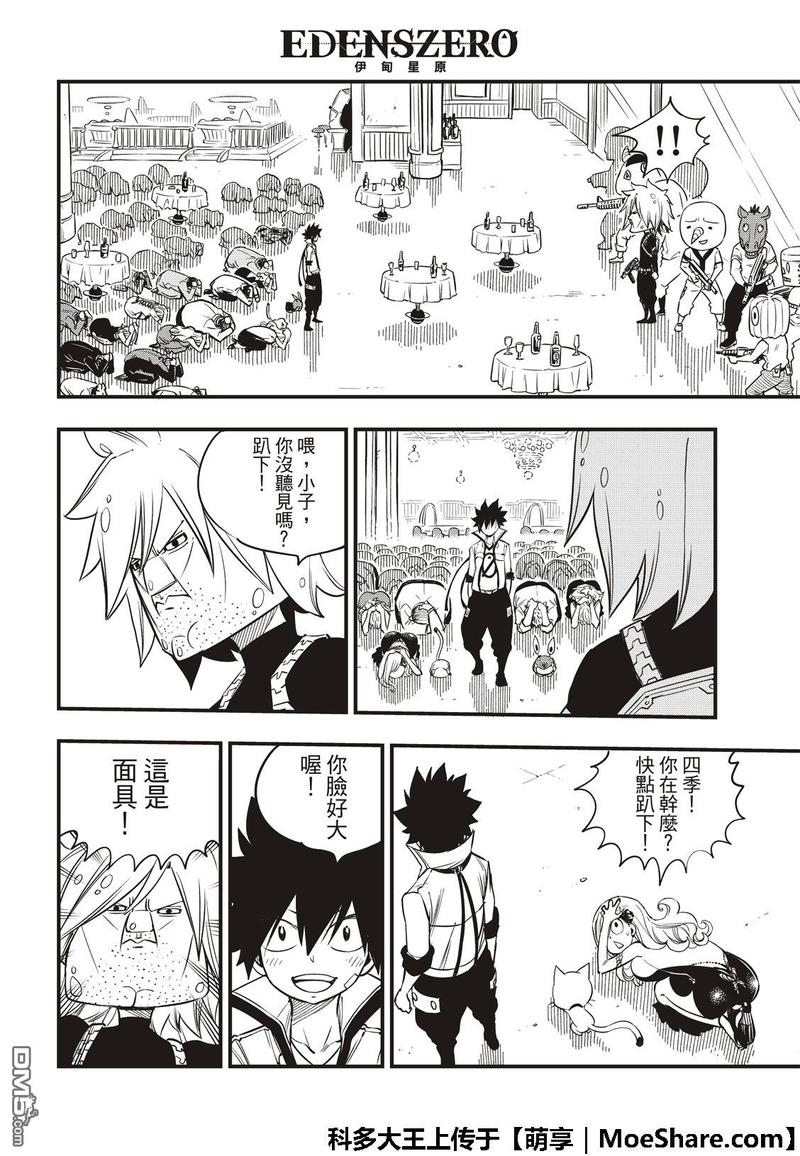 EDENSZERO
伊甸星原
!!
喂，小子，
你沒聽見嗎？
趴下！
四季！
你在幹麼？
快點趴下！
你臉好大
喔！
這是
面具！
DM5.com
科多大王上传于【萌享｜MoeShare.com】